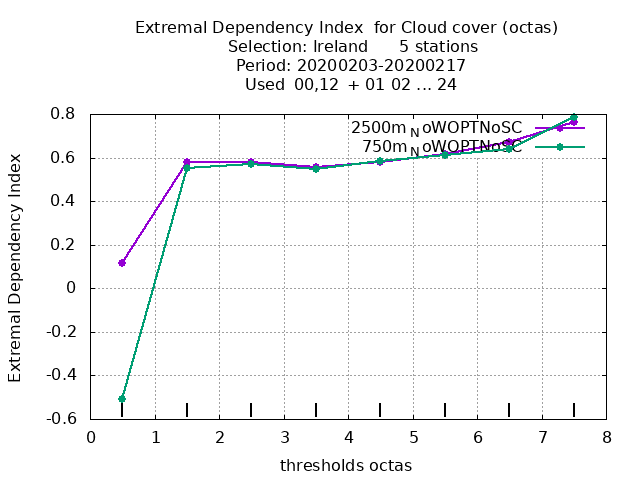 Extremal Dependency Index  for Cloud cover (octas)
Selection: Ireland      5 stations
Period: 20200203-20200217
Used  00,12  + 01 02 ... 24
Extremal Dependency Index
0.8
0.6
0.4
0.2
0
-0.2
-0.4
-0.6
2500m NoWOPTNoSC
750m NoWOPTNoSC
0 1 2 3 4 5 6 7 8
thresholds octas